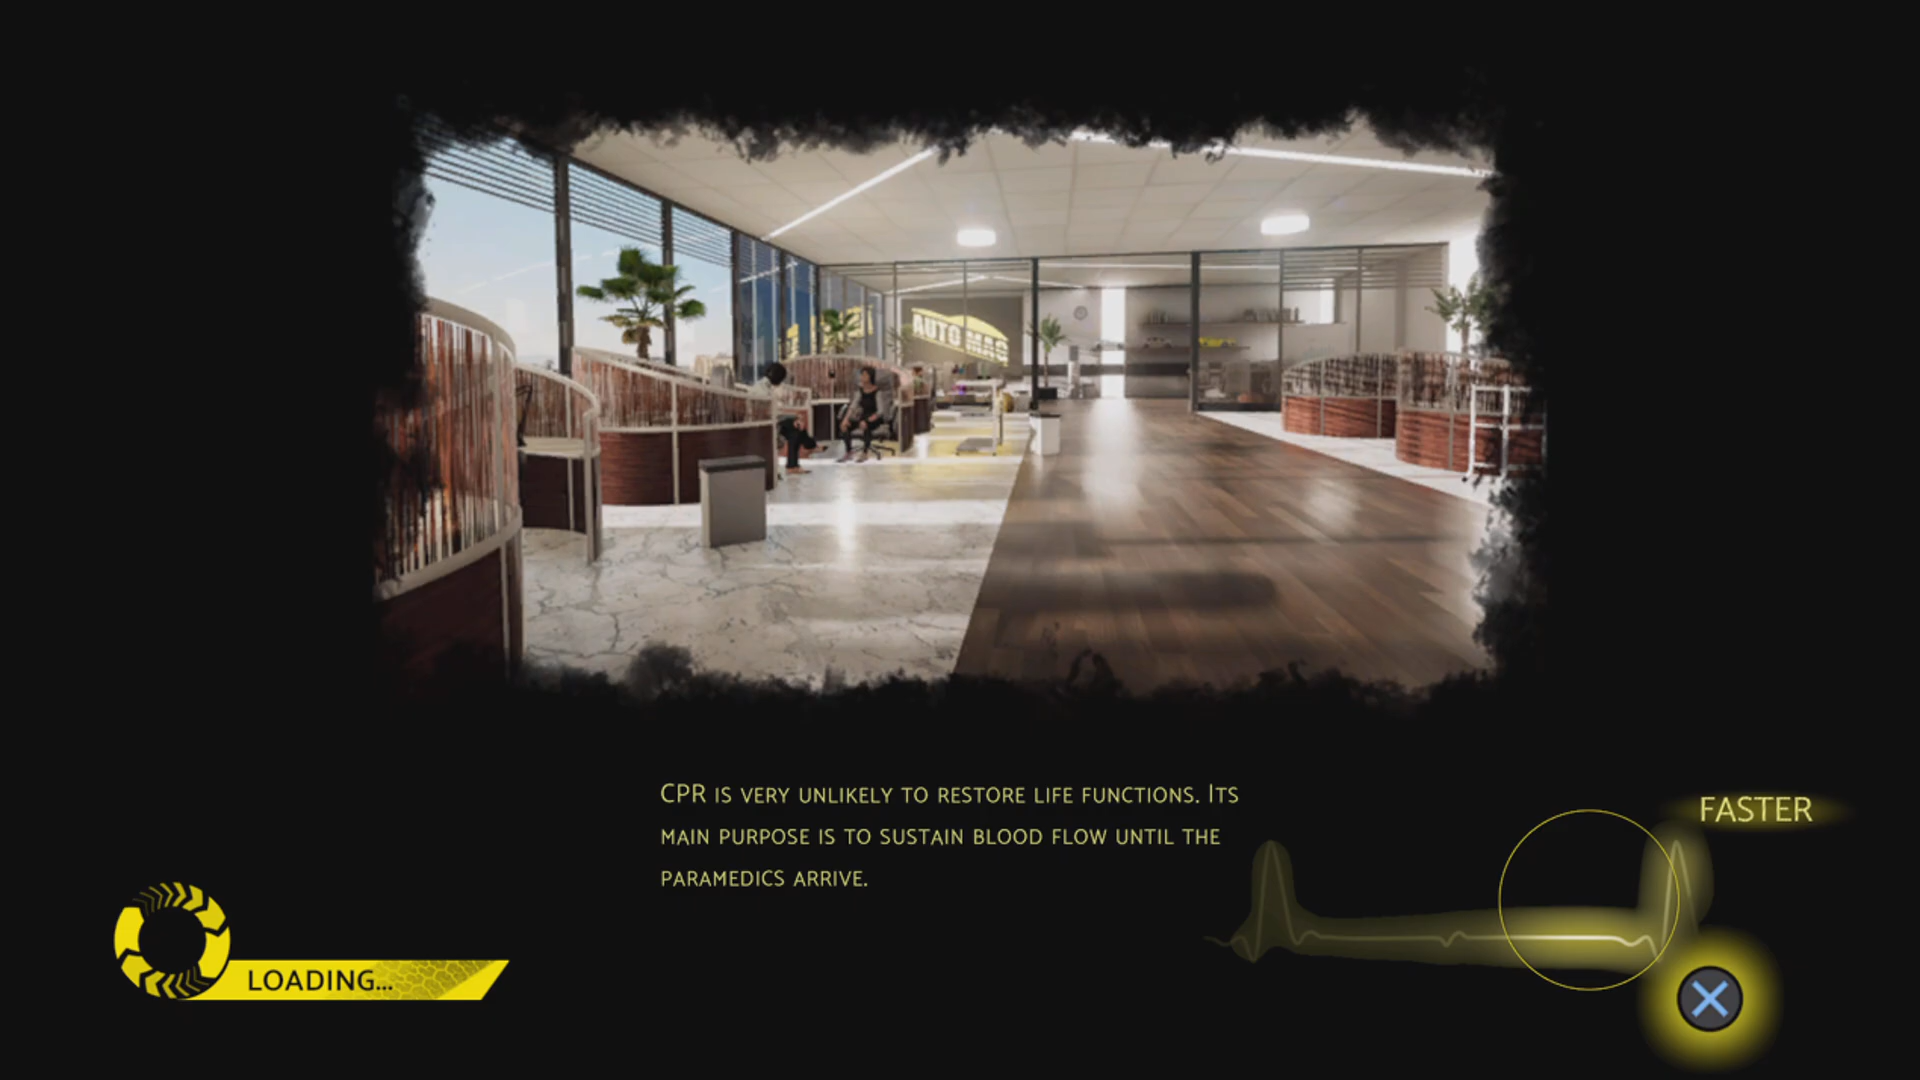 AUTO MAG
CPR is very unlikely to restore life functions. Its
main purpose is to sustain blood flow until the
paramedics arrive.
FASTER
LOADING...